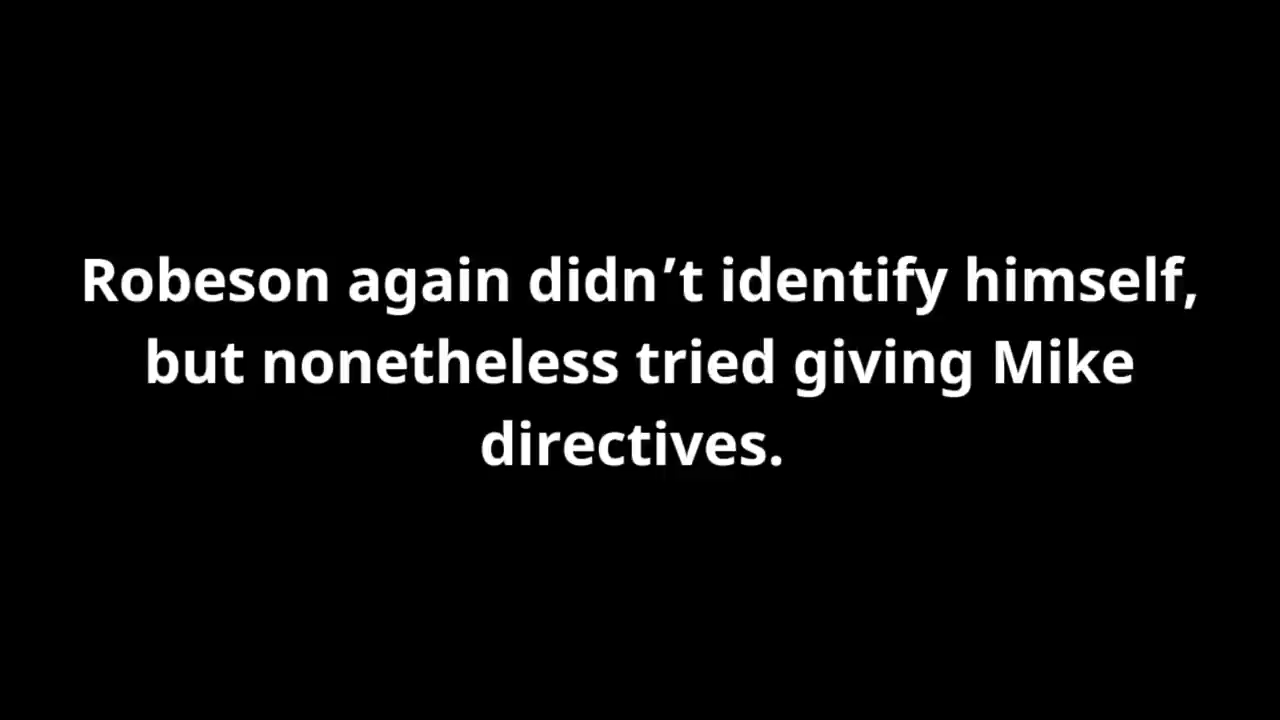 Robeson again didn’t identify himself,
but nonetheless tried giving Mike
directives.